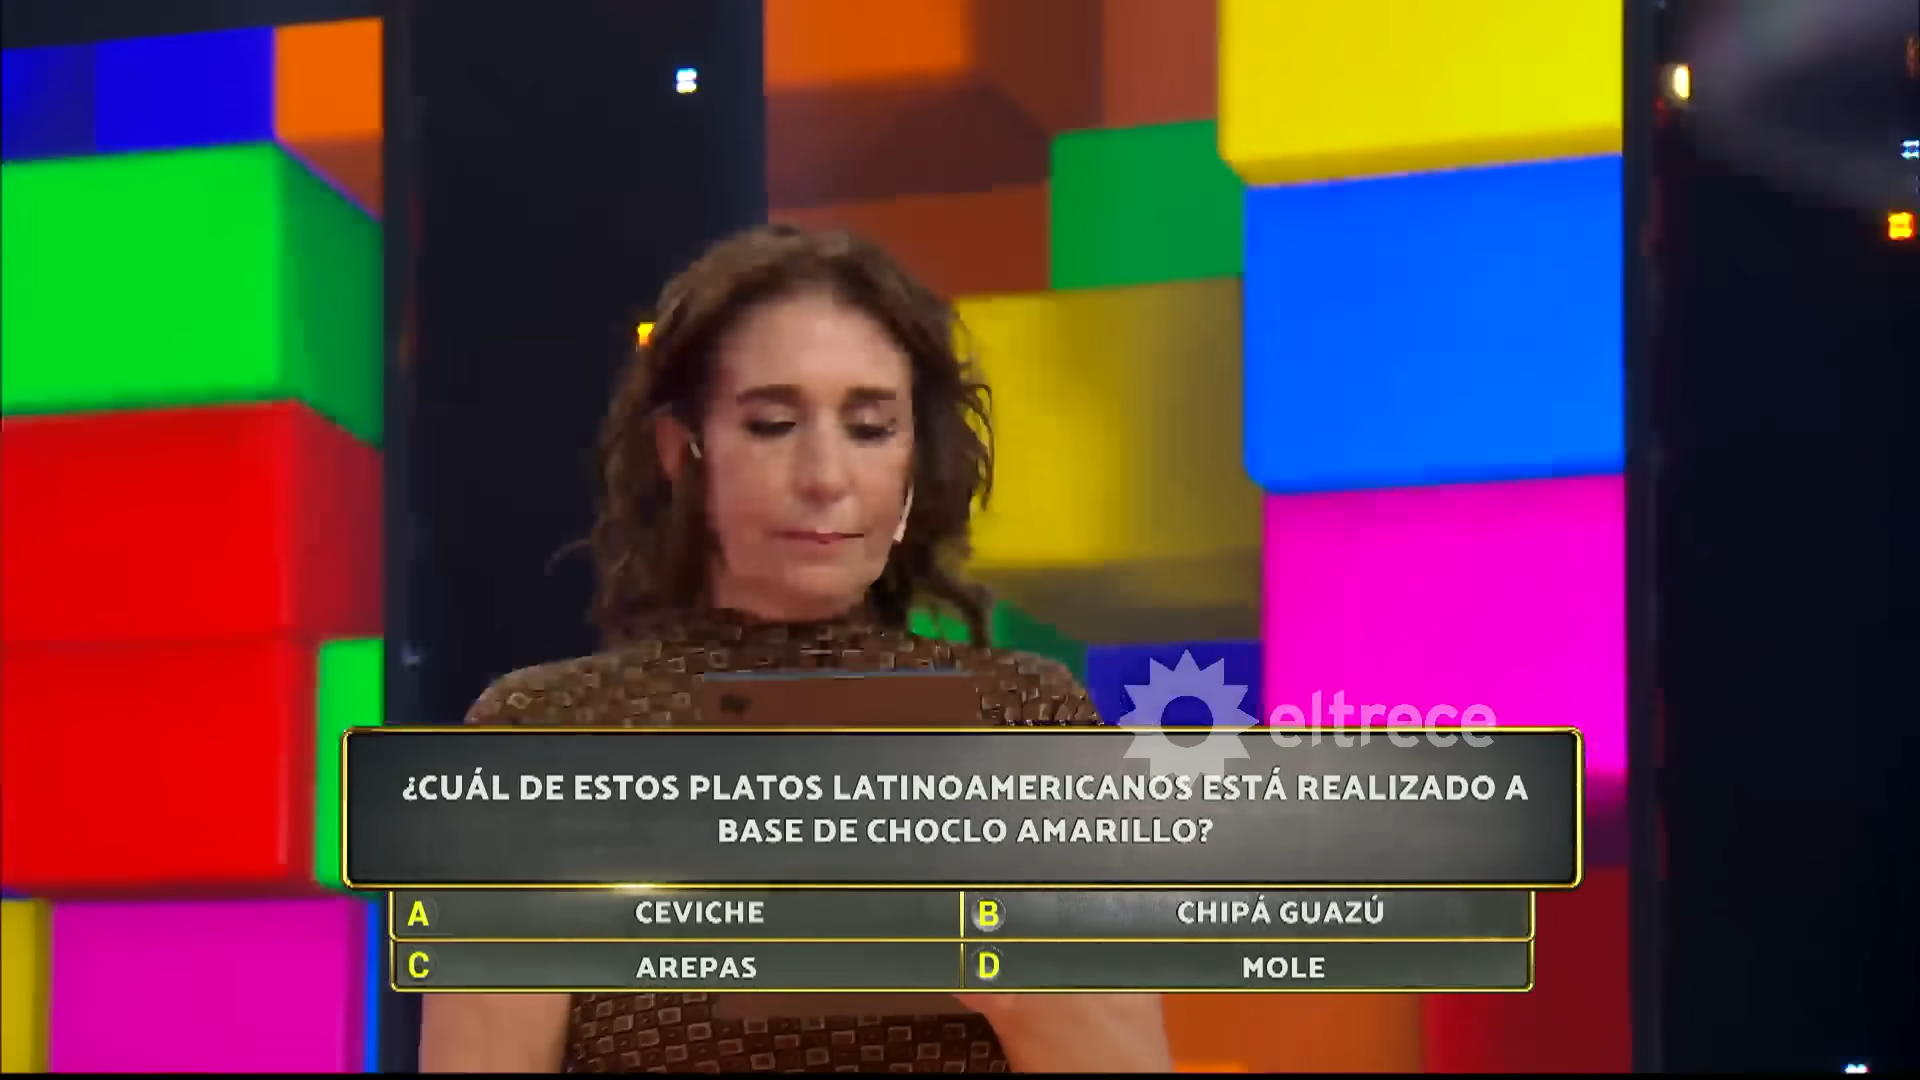 eltrece
¿CUÁL DE ESTOS PLATOS LATINOAMERICANOS ESTÁ REALIZADO A
BASE DE CHOCLO AMARILLO?
A CEVICHE
B CHIPÁ GUAZÚ
C AREPAS
D MOLE